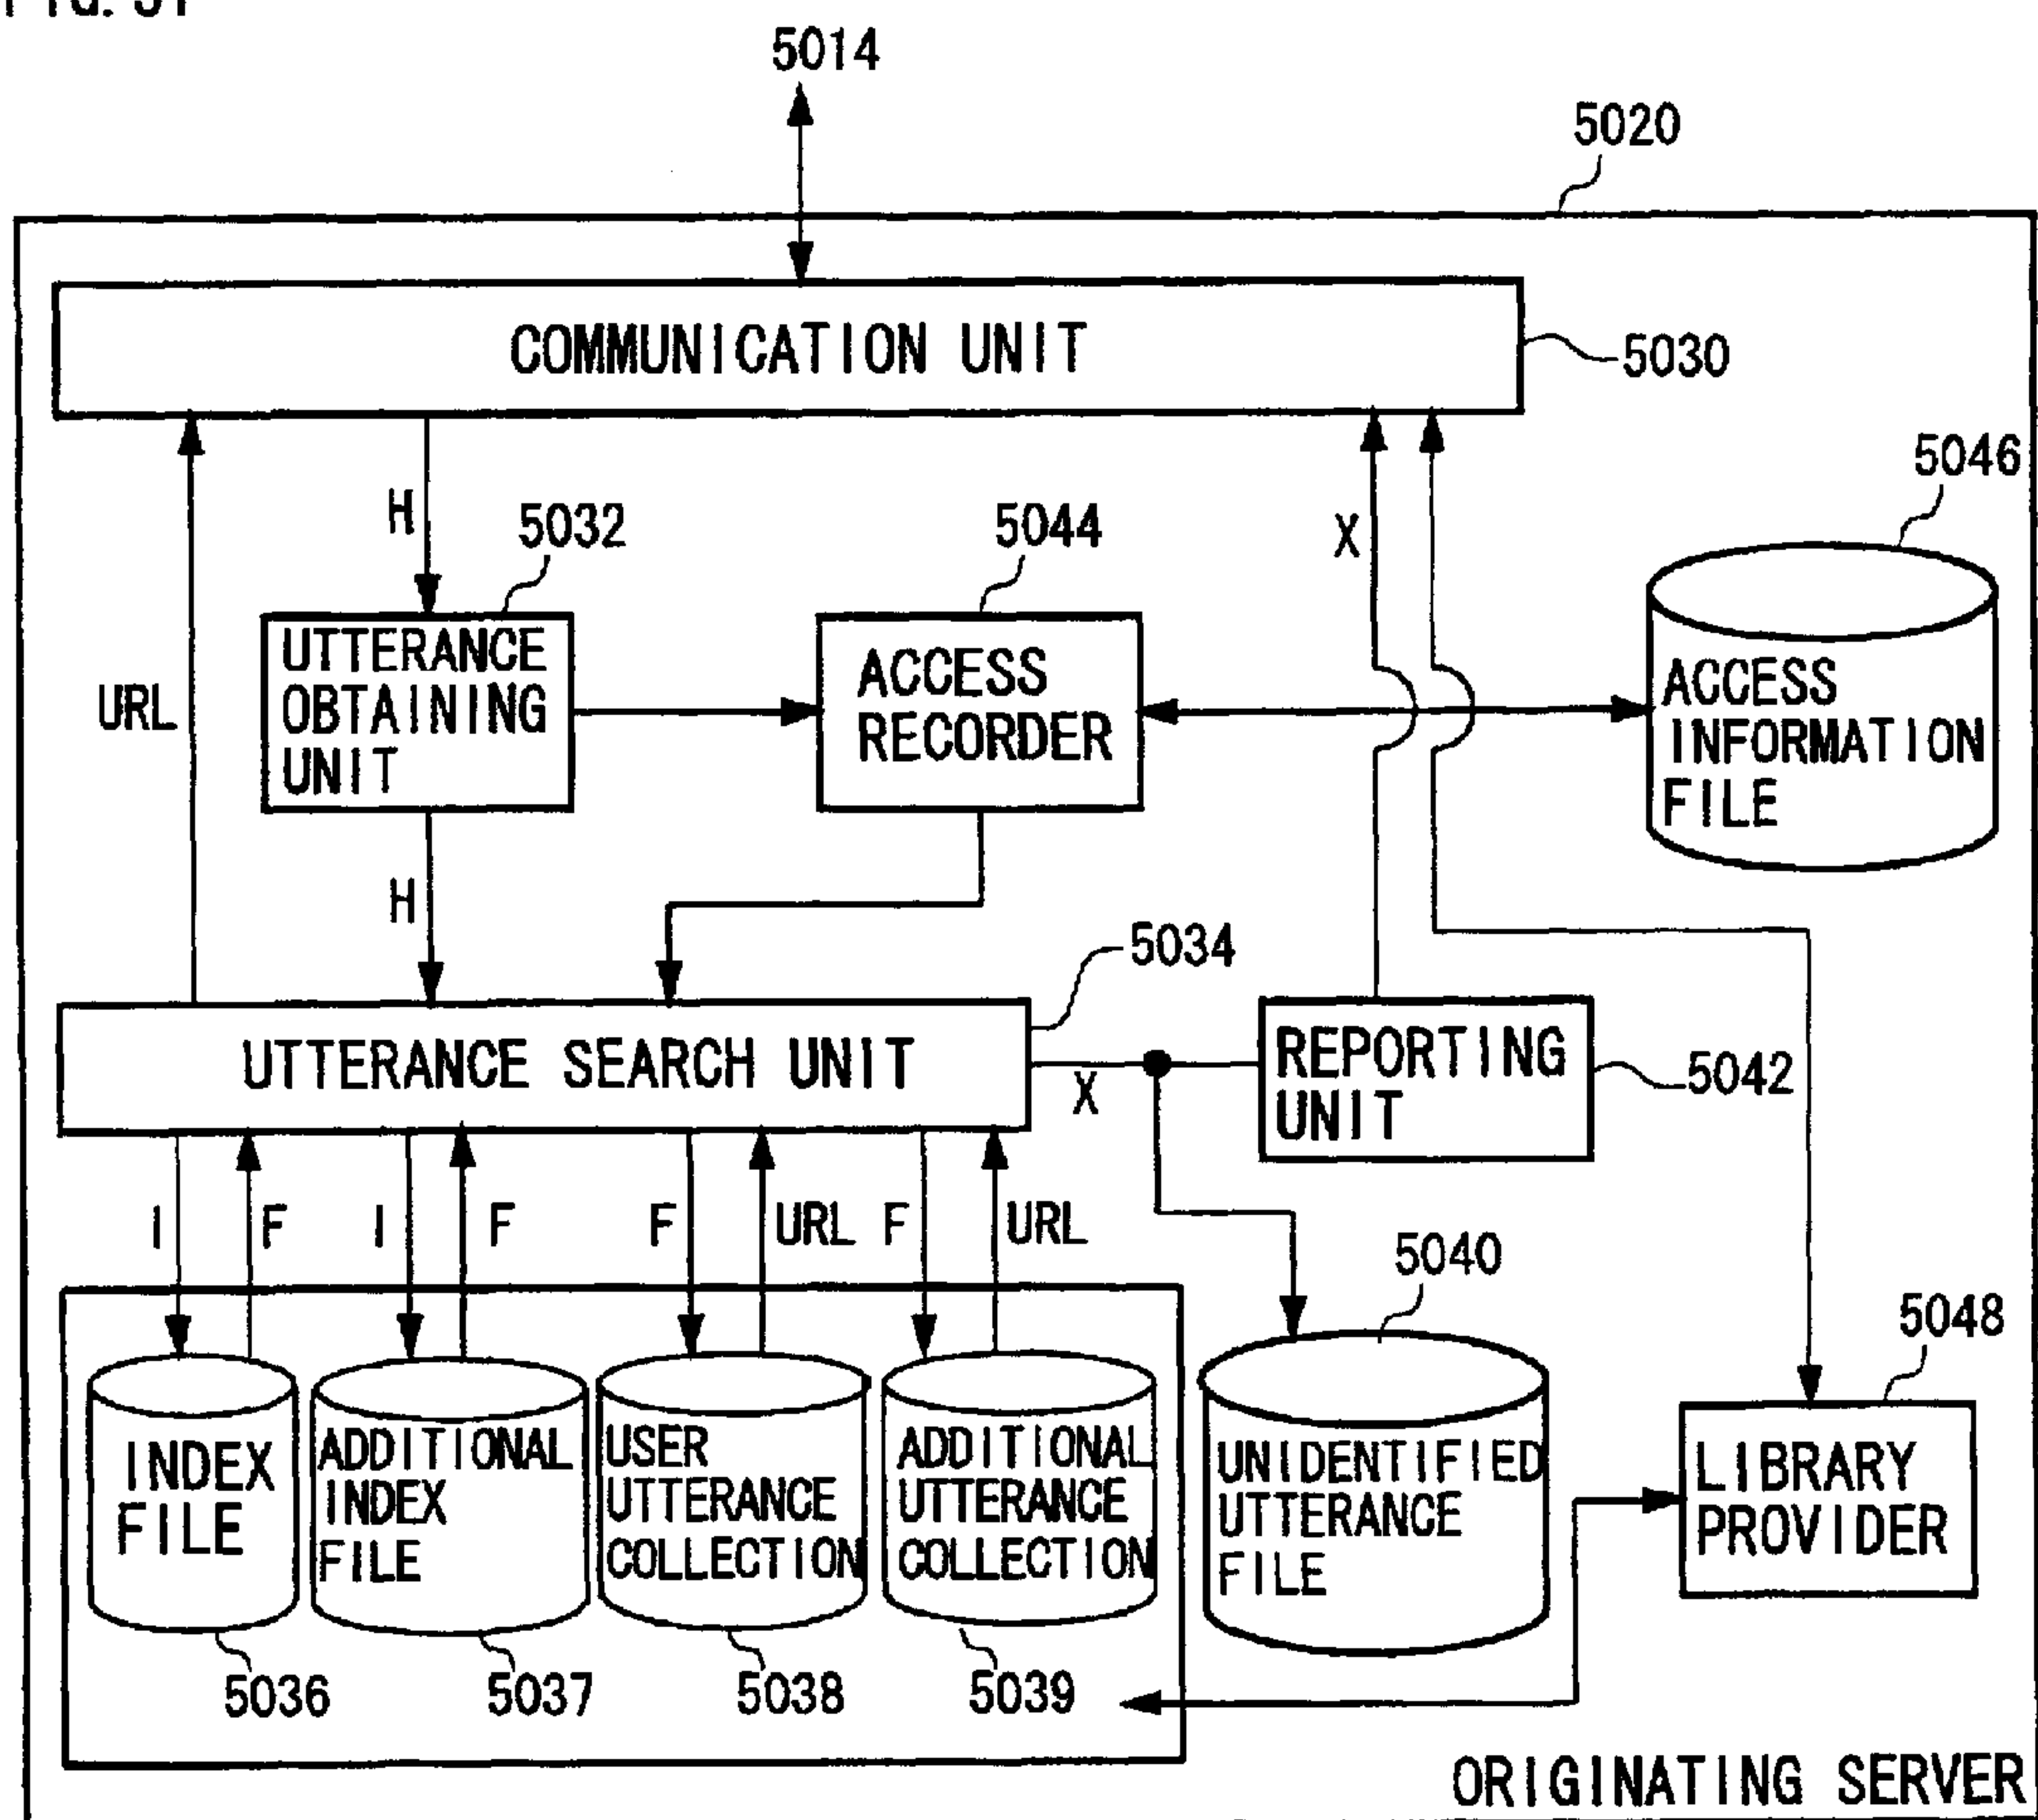 FIG. 51
5014
5020
COMMUNICATION UNIT
5030
5046
H
5032
5044
X
UTTERANCE
OBTAINING
UNIT
ACCESS
RECORDER
ACCESS
INFORMATION
FILE
URL
H
5034
UTTERANCE SEARCH UNIT
X
REPORTING
UNIT
5042
I
F
I
F
F
URL
F
URL
5040
5048
INDEX
FILE
ADDITIONAL
INDEX
FILE
USER
UTTERANCE
COLLECTION
ADDITIONAL
UTTERANCE
COLLECTION
UNIDENTIFIED
UTTERANCE
FILE
LIBRARY
PROVIDER
5036
5037
5038
5039
ORIGINATING SERVER